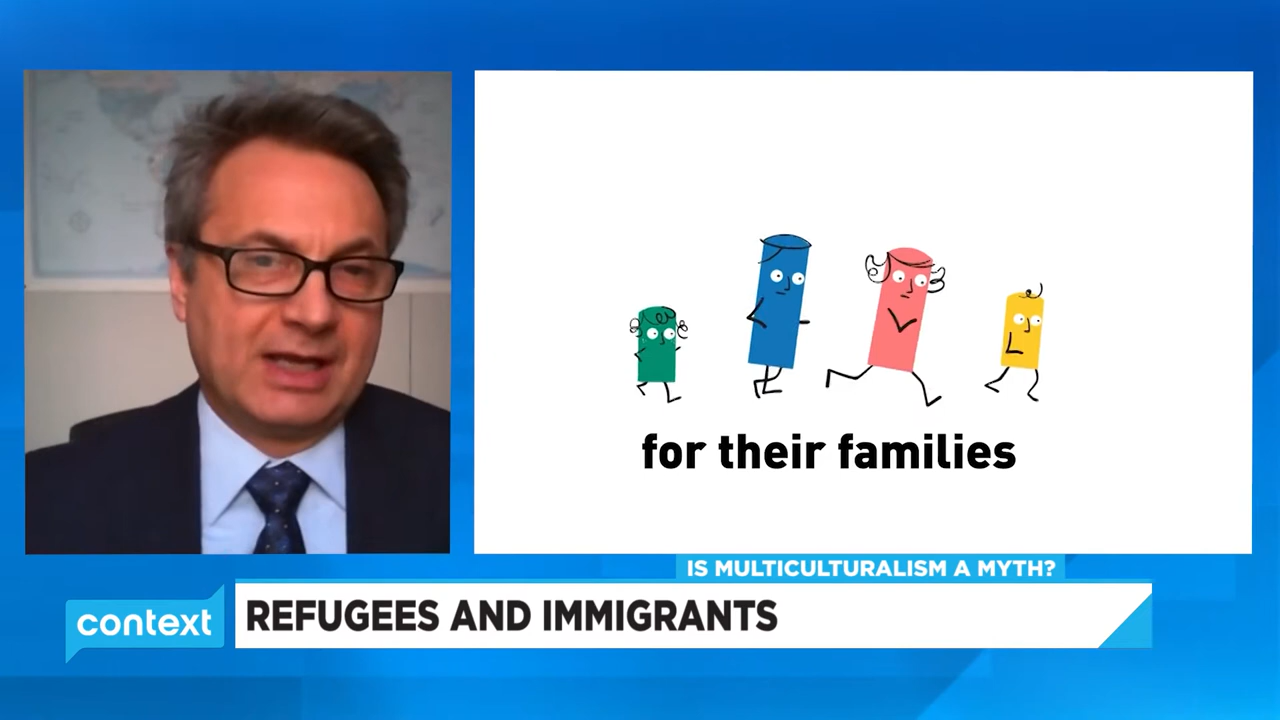 for their families
IS MULTICULTURALISM A MYTH?
context
REFUGEES AND IMMIGRANTS